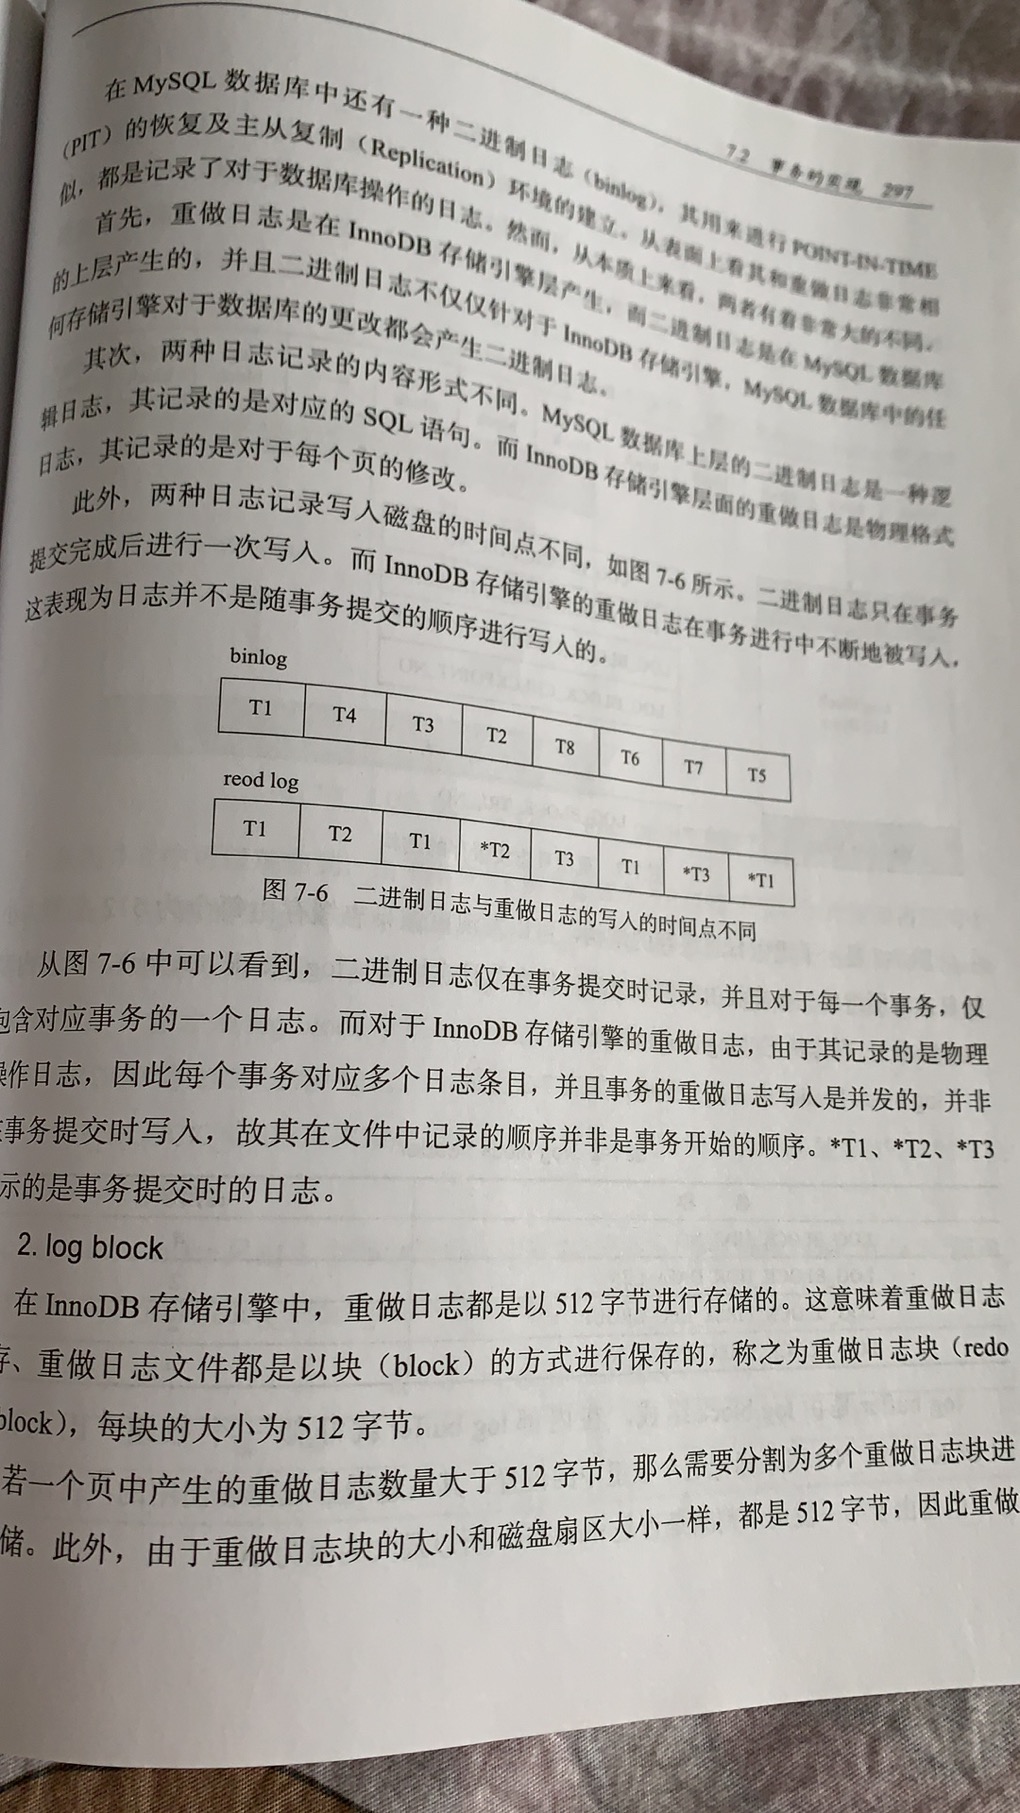 7.2 事务的实现 297
在 MySQL 数据库中还有一种二进制日志（binlog），其用来进行 POINT-IN-TIME
（PIT）的恢复及主从复制（Replication）环境的建立。从表面上看其和重做日志非常相
似，都是记录了对于数据库操作的日志。然而，从本质上来看，两者有着非常大的不同。
首先，重做日志是在 InnoDB 存储引擎层产生，而二进制日志是在 MySQL 数据库
的上层产生的，并且二进制日志不仅仅针对于 InnoDB 存储引擎，MySQL 数据库中的任
何存储引擎对于数据库的更改都会产生二进制日志。
其次，两种日志记录的内容形式不同。MySQL 数据库上层的二进制日志是一种逻
辑日志，其记录的是对应的 SQL 语句。而 InnoDB 存储引擎层面的重做日志是物理格式
日志，其记录的是对于每个页的修改。
此外，两种日志记录写入磁盘的时间点不同，如图 7-6 所示。二进制日志只在事务
提交完成后进行一次写入。而 InnoDB 存储引擎的重做日志在事务进行中不断地被写入，
这表现为日志并不是随事务提交的顺序进行写入的。
binlog
T1 T4 T3 T2 T8 T6 T7 T5
reod log
T1 T2 T1 *T2 T3 T1 *T3 *T1
图 7-6 二进制日志与重做日志的写入的时间点不同
从图 7-6 中可以看到，二进制日志仅在事务提交时记录，并且对于每一个事务，仅
包含对应事务的一个日志。而对于 InnoDB 存储引擎的重做日志，由于其记录的是物理
操作日志，因此每个事务对应多个日志条目，并且事务的重做日志写入是并发的，并非
事务提交时写入，故其在文件中记录的顺序并非是事务开始的顺序。*T1、*T2、*T3
示的是事务提交时的日志。
2. log block
在 InnoDB 存储引擎中，重做日志都是以 512 字节进行存储的。这意味着重做日志
存、重做日志文件都是以块（block）的方式进行保存的，称之为重做日志块（redo
block），每块的大小为 512 字节。
若一个页中产生的重做日志数量大于 512 字节，那么需要分割为多个重做日志块进
储。此外，由于重做日志块的大小和磁盘扇区大小一样，都是 512 字节，因此重做